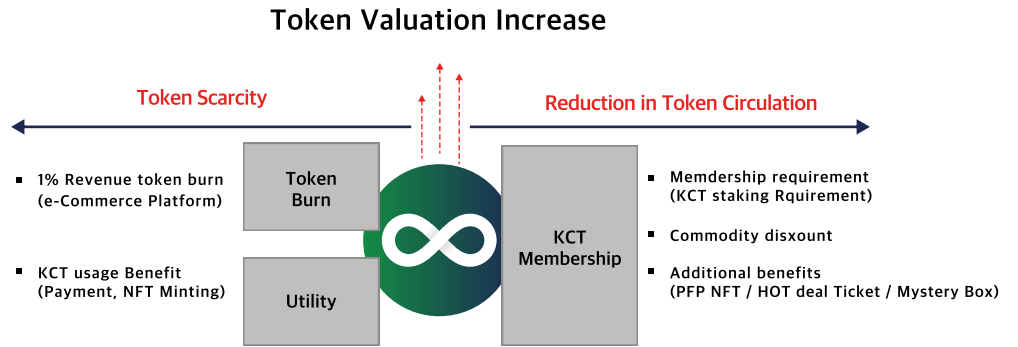 Token Valuation Increase
Token Scarcity
Reduction in Token Circulation
1% Revenue token burn
(e-Commerce Platform)
Token
Burn
KCT usage Benefit
(Payment, NFT Minting)
Utility
KCT
Membership
Memdership requirement
(KCT staking Rquirement)
Commodity disxount
Additional benefits
(PFP NFT / HOT deal Ticket / Mystery Box)